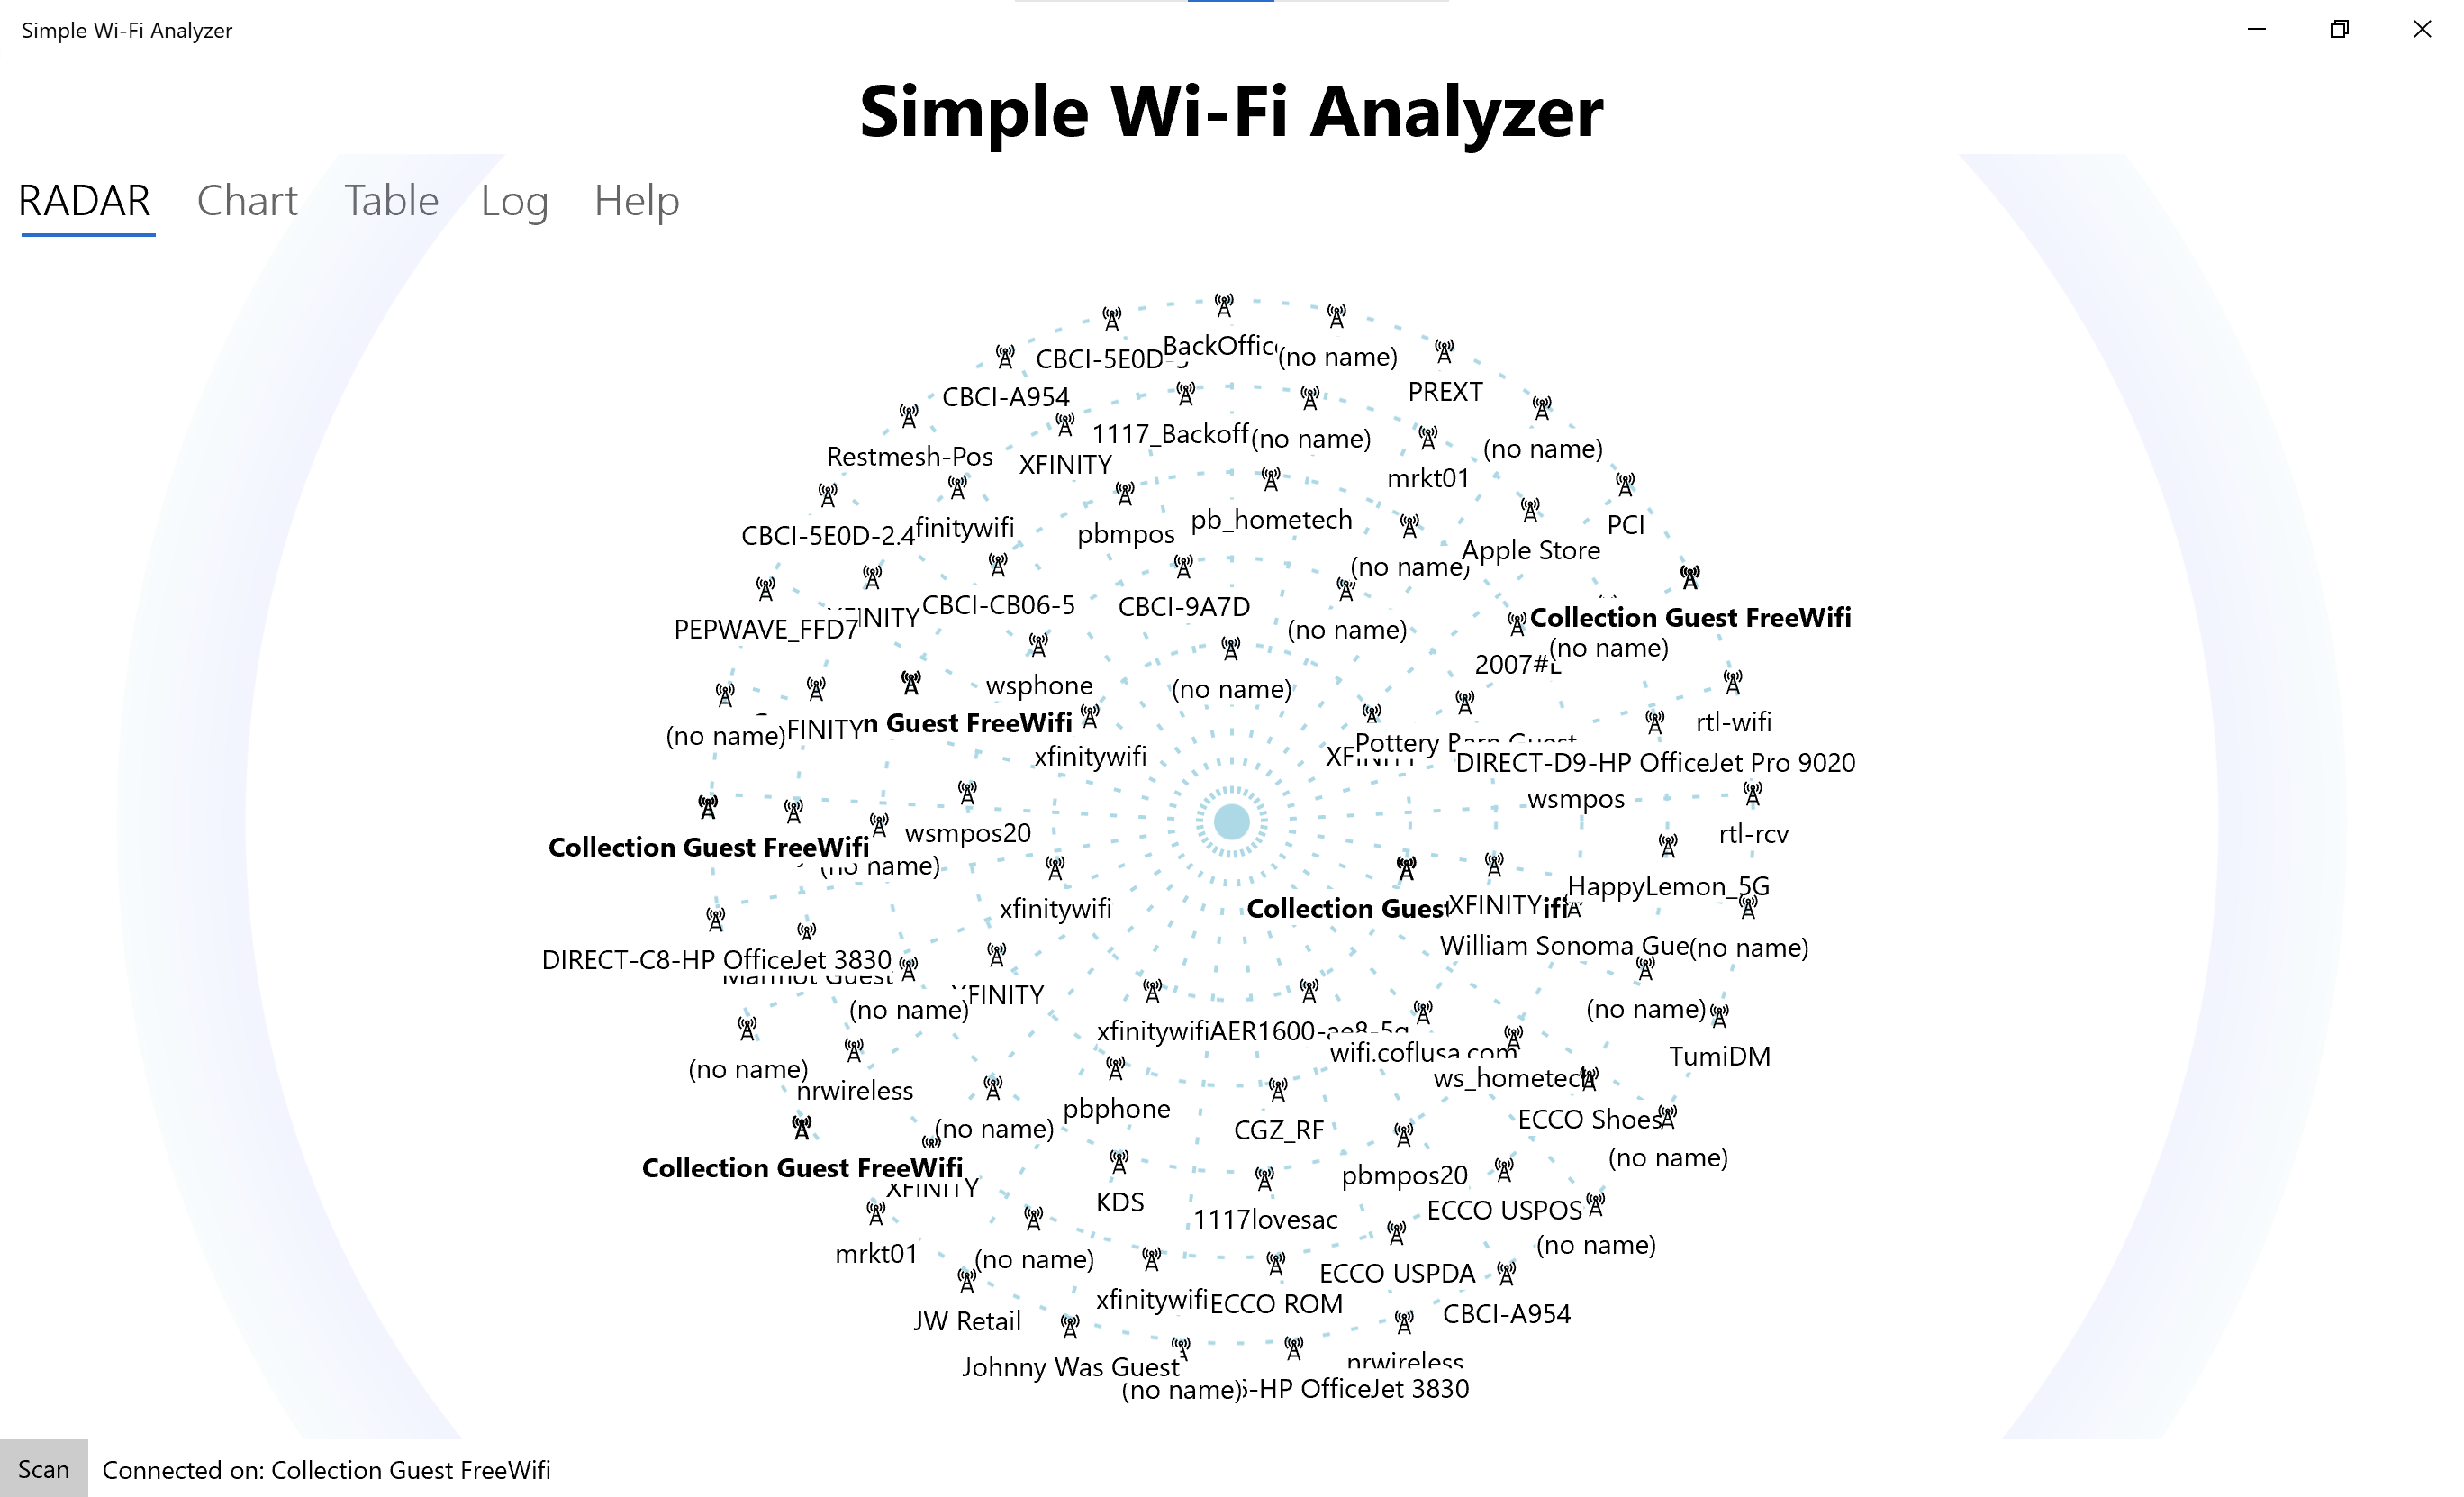 Simple Wi-Fi Analyzer
Simple Wi-Fi Analyzer
RADAR Chart Table Log Help
BackOffic
(no name)
CBCI-5E0D-5
PREXT
CBCI-A954
1117_Backoff
(no name)
(no name)
Restmesh-Pos
XFINITY
mrkt01
pb_hometech
PCI
CBCI-5E0D-2.4
finitywifi
pbmpos
Apple Store
(no name)
CBCI-CB06-5
CBCI-9A7D
INITY
Collection Guest FreeWifi
PEPWAVE_FFD7
(no name)
(no name)
2007#L
wsphone
(no name)
n Guest FreeWifi
rtl-wifi
(no name)
FINITY
xfinitywifi
XFINITY
Pottery Barn Guest
DIRECT-D9-HP OfficeJet Pro 9020
wsmpos
wsmpos20
rtl-rcv
Collection Guest FreeWifi
(no name)
HappyLemon_5G
xfinitywifi
Collection Guest
XFINITY
ifi
William Sonoma Gue
(no name)
DIRECT-C8-HP OfficeJet 3830
Marmot Guest
XFINITY
(no name)
(no name)
xfinitywifi
AER1600-ae8-5g
wifi.coflusa.com
TumiDM
(no name)
nrwireless
ws_hometech
pbphone
ECCO Shoes
(no name)
CGZ_RF
(no name)
Collection Guest FreeWifi
XFINITY
pbmpos20
KDS
ECCO USPOS
1117lovesac
mrkt01
(no name)
(no name)
ECCO USPDA
xfinitywifi
ECCO ROM
CBCI-A954
JW Retail
nrwireless
Johnny Was Guest
(no name)
-HP OfficeJet 3830
Scan Connected on: Collection Guest FreeWifi